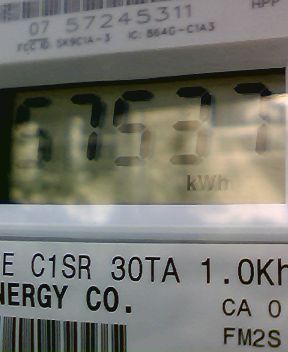 HPP
07 57245311
FCC ID: SK9C1A-3 IC: 864G-C1A3
67537
kWh
E C1SR 30TA 1.0Kh
NERGY CO.
CA 0
FM2S